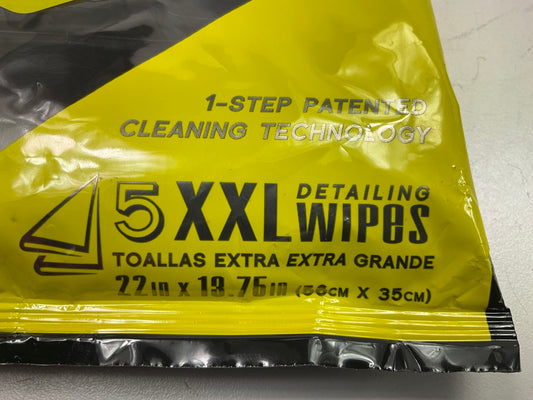 1-STEP PATENTED
CLEANING TECHNOLOGY
5 XXL DETAILING WIPES
TOALLAS EXTRA EXTRA GRANDE
22in x 13.75in (56CM X 35CM)